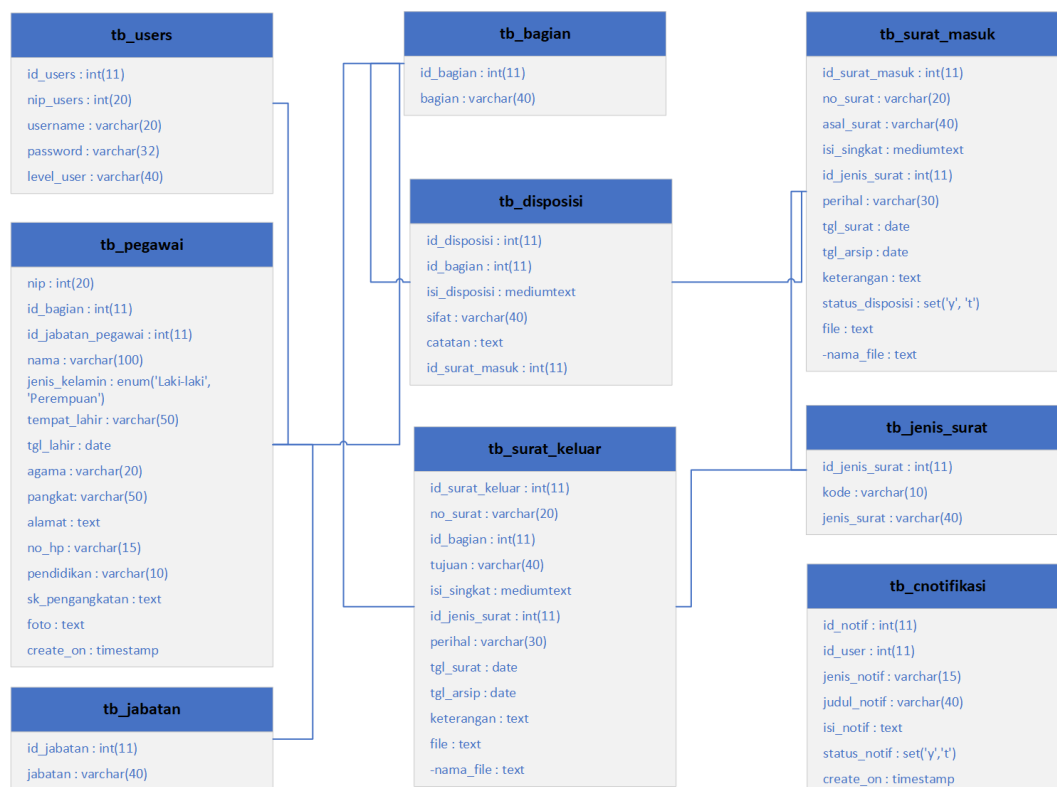 tb_users
id_users : int(11)
nip_users : int(20)
username : varchar(20)
password : varchar(32)
level_user : varchar(40)
tb_pegawai
nip : int(20)
id_bagian : int(11)
id_jabatan_pegawai : int(11)
nama : varchar(100)
jenis_kelamin : enum('Laki-laki',
'Perempuan')
tempat_lahir : varchar(50)
tgl_lahir : date
agama : varchar(20)
pangkat: varchar(50)
alamat : text
no_hp : varchar(15)
pendidikan : varchar(10)
sk_pengangkatan : text
foto : text
create_on : timestamp
tb_jabatan
id_jabatan : int(11)
jabatan : varchar(40)
tb_bagian
id_bagian : int(11)
bagian : varchar(40)
tb_disposisi
id_disposisi : int(11)
id_bagian : int(11)
isi_disposisi : mediumtext
sifat : varchar(40)
catatan : text
id_surat_masuk : int(11)
tb_surat_keluar
id_surat_keluar : int(11)
no_surat : varchar(20)
id_bagian : int(11)
tujuan : varchar(40)
isi_singkat : mediumtext
id_jenis_surat : int(11)
perihal : varchar(30)
tgl_surat : date
tgl_arsip : date
keterangan : text
file : text
-nama_file : text
tb_surat_masuk
id_surat_masuk : int(11)
no_surat : varchar(20)
asal_surat : varchar(40)
isi_singkat : mediumtext
id_jenis_surat : int(11)
perihal : varchar(30)
tgl_surat : date
tgl_arsip : date
keterangan : text
status_disposisi : set('y', 't')
file : text
-nama_file : text
tb_jenis_surat
id_jenis_surat : int(11)
kode : varchar(10)
jenis_surat : varchar(40)
tb_cnotifikasi
id_notif : int(11)
id_user : int(11)
jenis_notif : varchar(15)
judul_notif : varchar(40)
isi_notif : text
status_notif : set('y','t')
create_on : timestamp